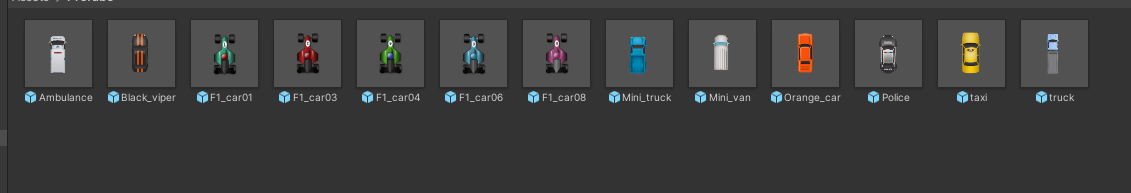 Ambulance
Black_viper
F1_car01
F1_car03
F1_car04
F1_car06
F1_car08
Mini_truck
Mini_van
Orange_car
Police
taxi
truck